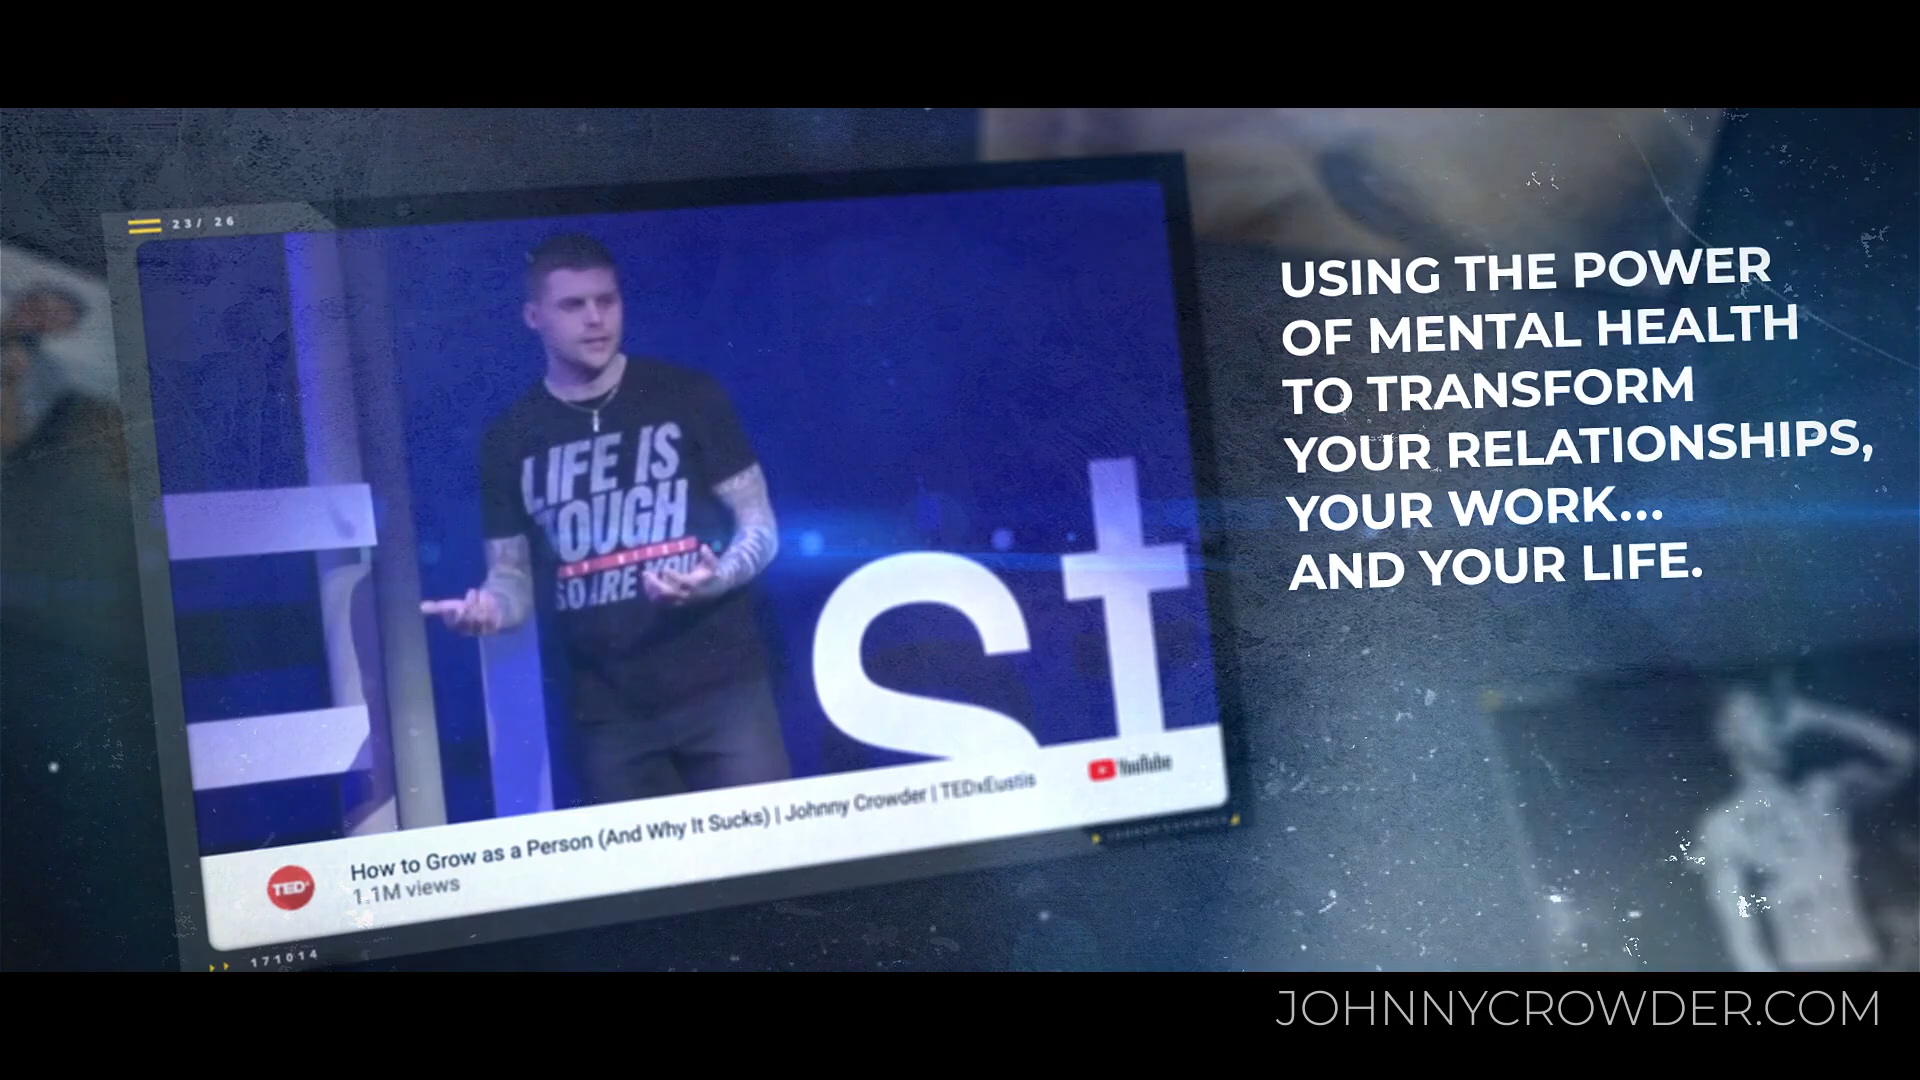 23/ 26
LIFE IS
TOUGH
SO ARE YOU
st
How to Grow as a Person (And Why It Sucks) | Johnny Crowder | TEDxEustis
1.1M views
TEDx
YouTube
171014
USING THE POWER
OF MENTAL HEALTH
TO TRANSFORM
YOUR RELATIONSHIPS,
YOUR WORK...
AND YOUR LIFE.
JOHNNYCROWDER.COM